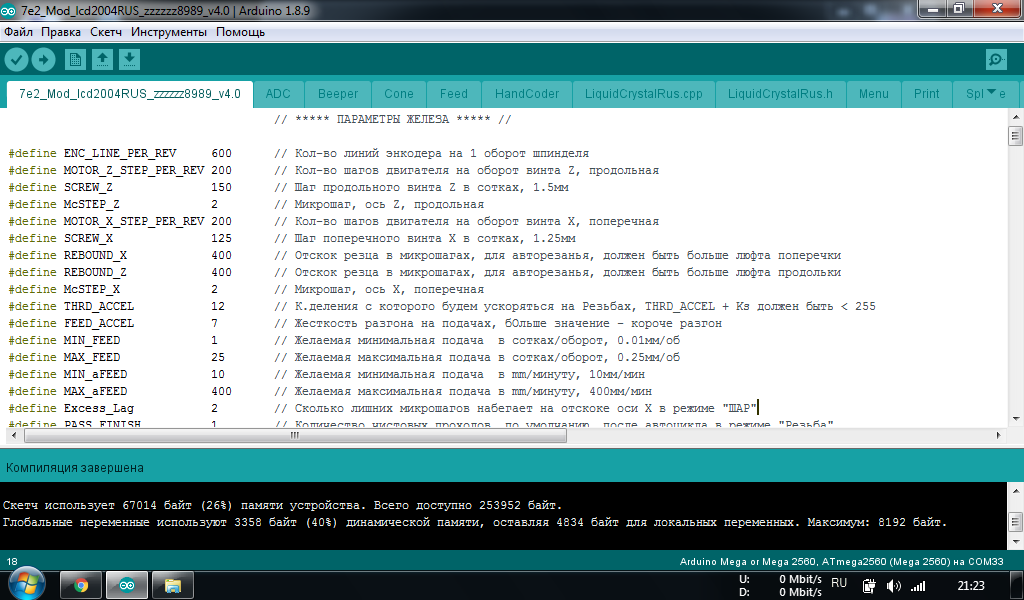 7e2_Mod_lcd2004RUS_zzzzzz8989_v4.0 | Arduino 1.8.9
Файл Правка Скетч Инструменты Помощь
7e2_Mod_lcd2004RUS_zzzzzz8989_v4.0 ADC Beeper Cone Feed HandCoder LiquidCrystalRus.cpp LiquidCrystalRus.h Menu Print Spl e
// ***** ПАРАМЕТРЫ ЖЕЛЕЗА ***** //
#define ENC_LINE_PER_REV 600 // Кол-во линий энкодера на 1 оборот шпинделя
#define MOTOR_Z_STEP_PER_REV 200 // Кол-во шагов двигателя на оборот винта Z, продольная
#define SCREW_Z 150 // Шаг продольного винта Z в сотках, 1.5мм
#define McSTEP_Z 2 // Микрошаг, ось Z, продольная
#define MOTOR_X_STEP_PER_REV 200 // Кол-во шагов двигателя на оборот винта X, поперечная
#define SCREW_X 125 // Шаг поперечного винта X в сотках, 1.25мм
#define REBOUND_X 400 // Отскок резца в микрошагах, для авторезанья, должен быть больше люфта поперечки
#define REBOUND_Z 400 // Отскок резца в микрошагах, для авторезанья, должен быть больше люфта продольки
#define McSTEP_X 2 // Микрошаг, ось X, поперечная
#define THRD_ACCEL 12 // К.деления с которого будем ускоряться на Резьбах, THRD_ACCEL + Ks должен быть < 255
#define FEED_ACCEL 7 // Жесткость разгона на подачах, бОльше значение - короче разгон
#define MIN_FEED 1 // Желаемая минимальная подача в сотках/оборот, 0.01мм/об
#define MAX_FEED 25 // Желаемая максимальная подача в сотках/оборот, 0.25мм/об
#define MIN_aFEED 10 // Желаемая минимальная подача в mm/минуту, 10мм/мин
#define MAX_aFEED 400 // Желаемая максимальная подача в mm/минуту, 400мм/мин
#define Excess_Lag 2 // Сколько лишних микрошагов набегает на отскоке оси X в режиме "ШАР"
#define PASS_FINISH 1 // Количество чистовых проходов, по умолчанию, после автоцикла в режиме "Резьба"
Компиляция завершена
Скетч использует 67014 байт (26%) памяти устройства. Всего доступно 253952 байт.
Глобальные переменные используют 3358 байт (40%) динамической памяти, оставляя 4834 байт для локальных переменных. Максимум: 8192 байт.
18 Arduino Mega or Mega 2560, ATmega2560 (Mega 2560) на COM33
U: 0 Mbit/s
D: 0 Mbit/s
RU
21:23